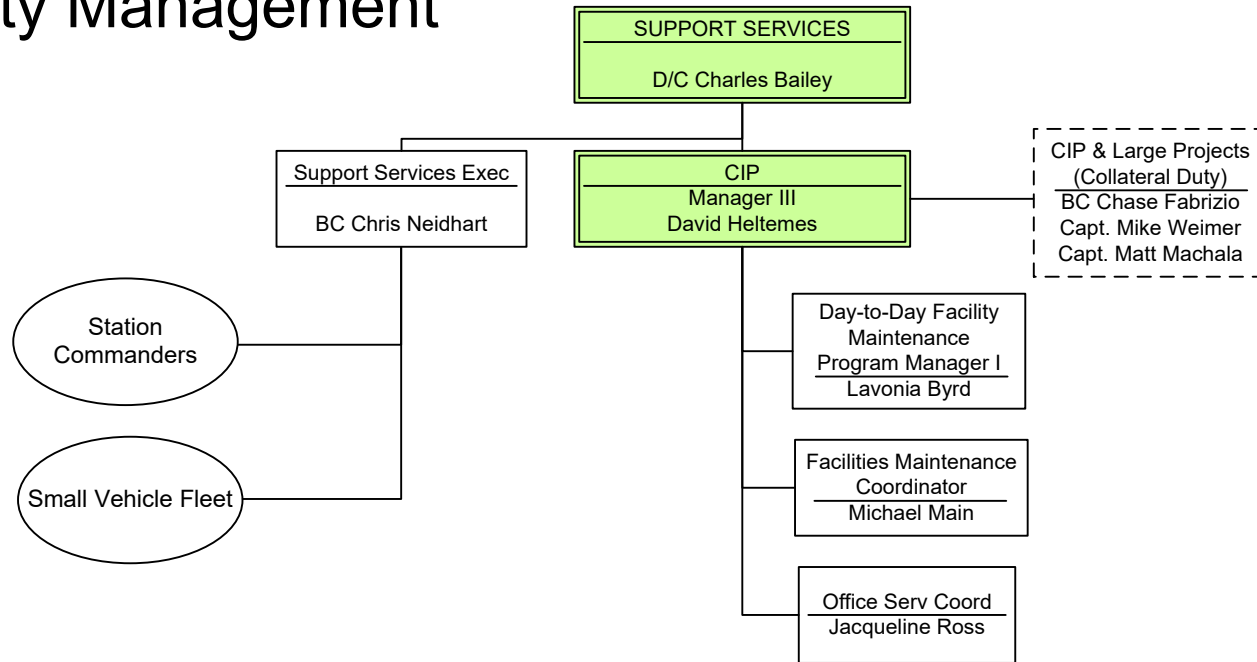 ty Management
SUPPORT SERVICES
D/C Charles Bailey
Support Services Exec
BC Chris Neidhart
CIP
Manager III
David Heltemes
CIP & Large Projects
(Collateral Duty)
BC Chase Fabrizio
Capt. Mike Weimer
Capt. Matt Machala
Station
Commanders
Small Vehicle Fleet
Day-to-Day Facility
Maintenance
Program Manager I
Lavonia Byrd
Facilities Maintenance
Coordinator
Michael Main
Office Serv Coord
Jacqueline Ross